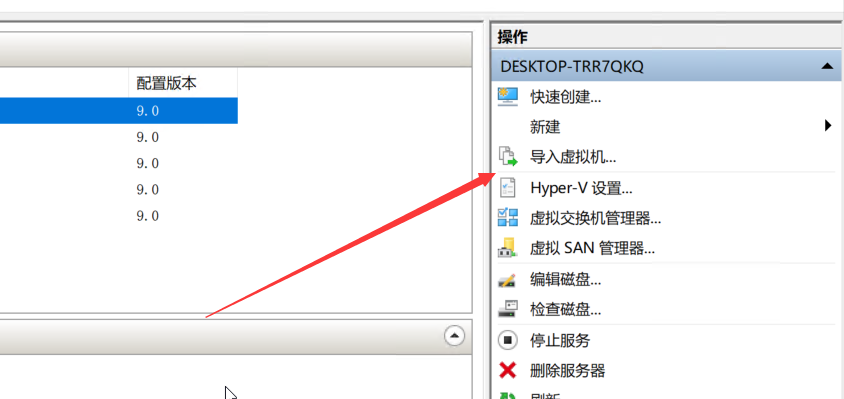 配置版本
9.0
9.0
9.0
9.0
9.0
操作
DESKTOP-TRR7QKQ
快速创建...
新建
导入虚拟机...
Hyper-V 设置...
虚拟交换机管理器...
虚拟 SAN 管理器...
编辑磁盘...
检查磁盘...
停止服务
删除服务器
刷新